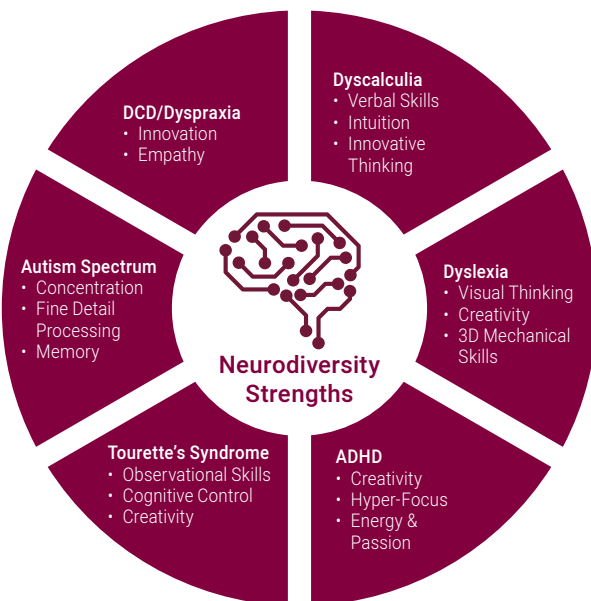 Dyscalculia
• Verbal Skills
• Intuition
• Innovative
Thinking
Dyslexia
• Visual Thinking
• Creativity
• 3D Mechanical
Skills
ADHD
• Creativity
• Hyper-Focus
• Energy &
Passion
Tourette's Syndrome
• Observational Skills
• Cognitive Control
• Creativity
Autism Spectrum
• Concentration
• Fine Detail
Processing
• Memory
DCD/Dyspraxia
• Innovation
• Empathy
Neurodiversity
Strengths